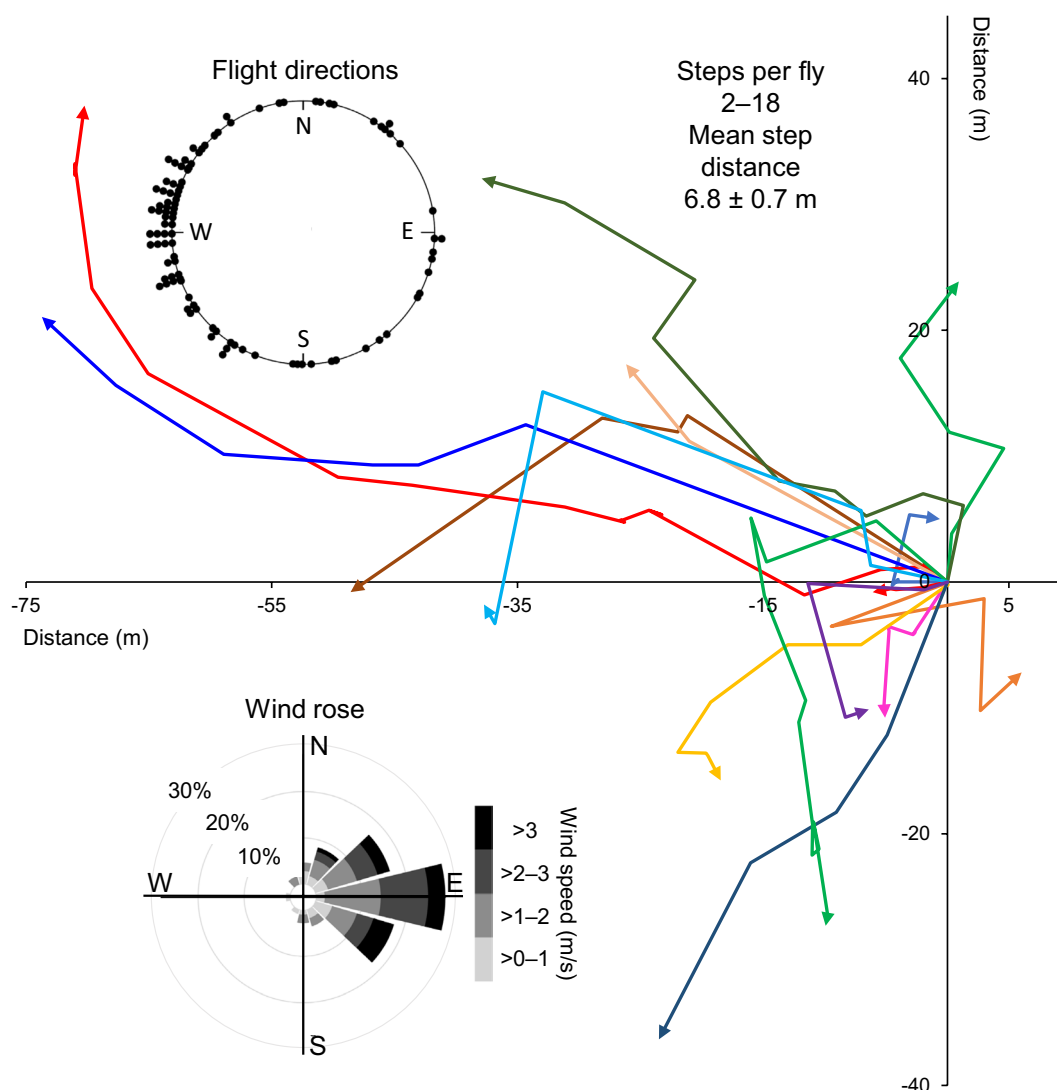 Flight directions
N
W
E
S
Steps per fly
2–18
Mean step
distance
6.8 ± 0.7 m
Distance (m)
40
20
0
-20
-40
-75
-55
-35
-15
5
Distance (m)
Wind rose
N
30%
20%
10%
W
E
S
>3
>2–3
>1–2
>0–1
Wind speed (m/s)